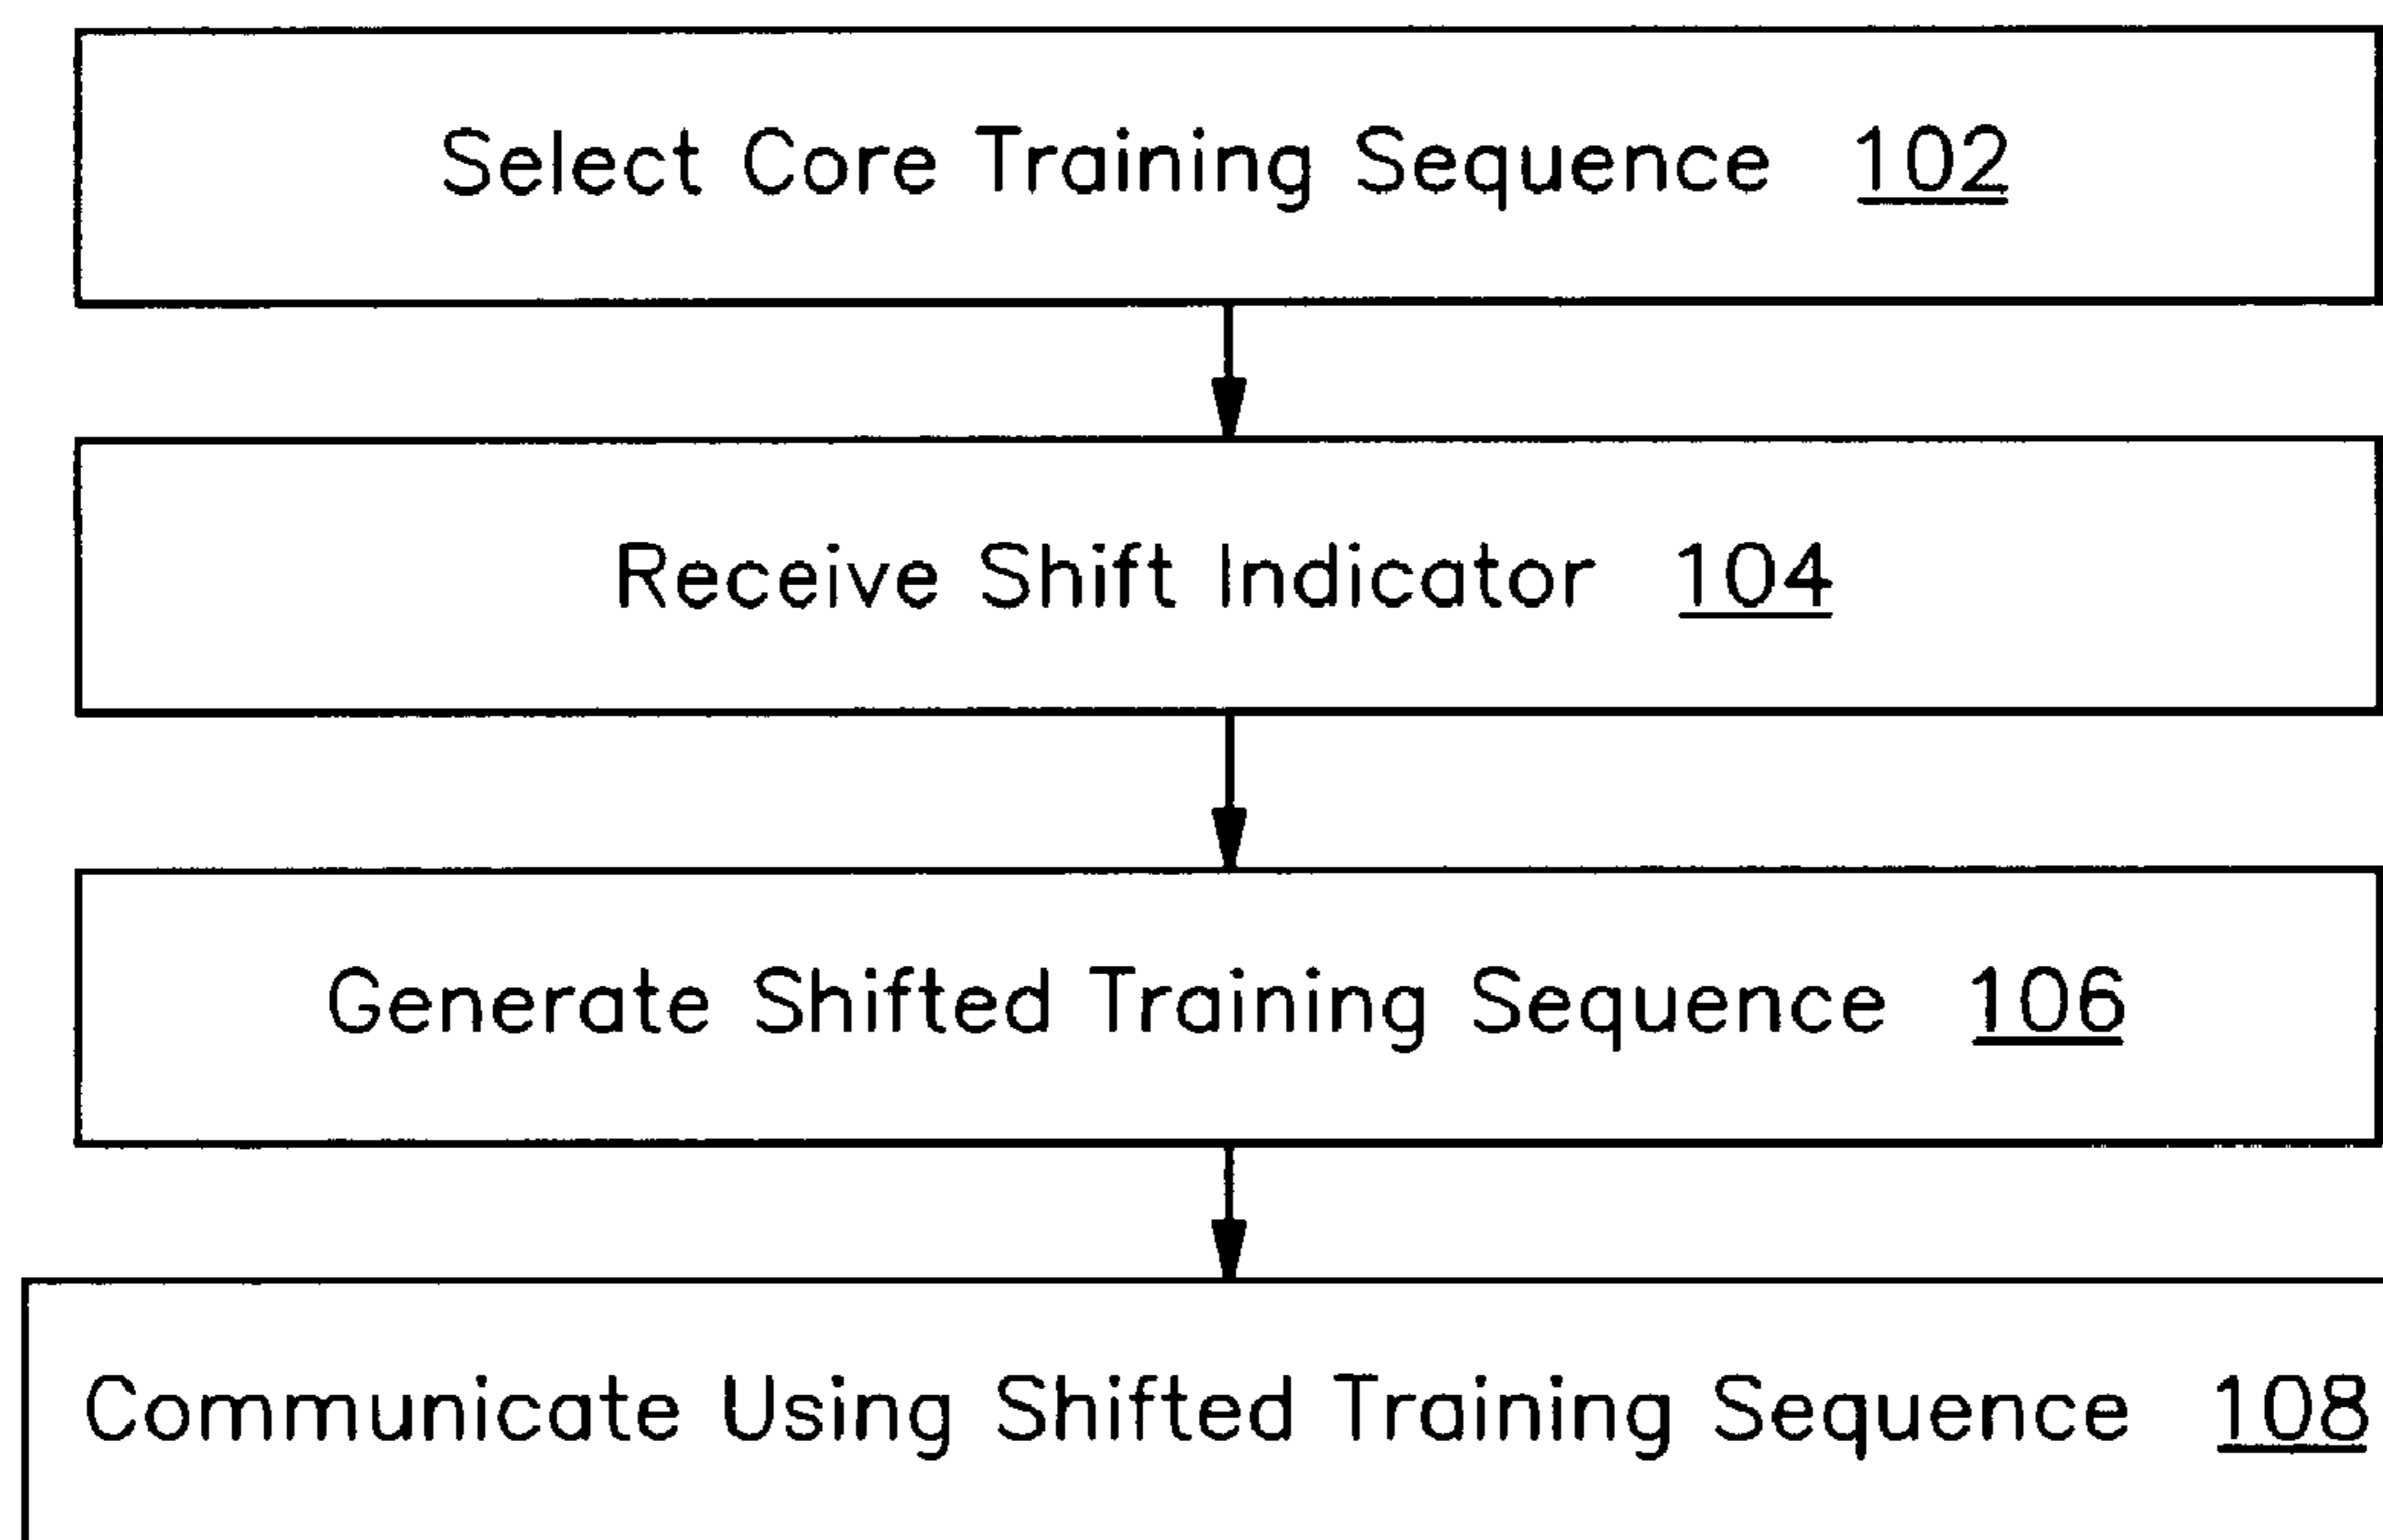 Select Core Training Sequence 102
Receive Shift Indicator 104
Generate Shifted Training Sequence 106
Communicate Using Shifted Training Sequence 108